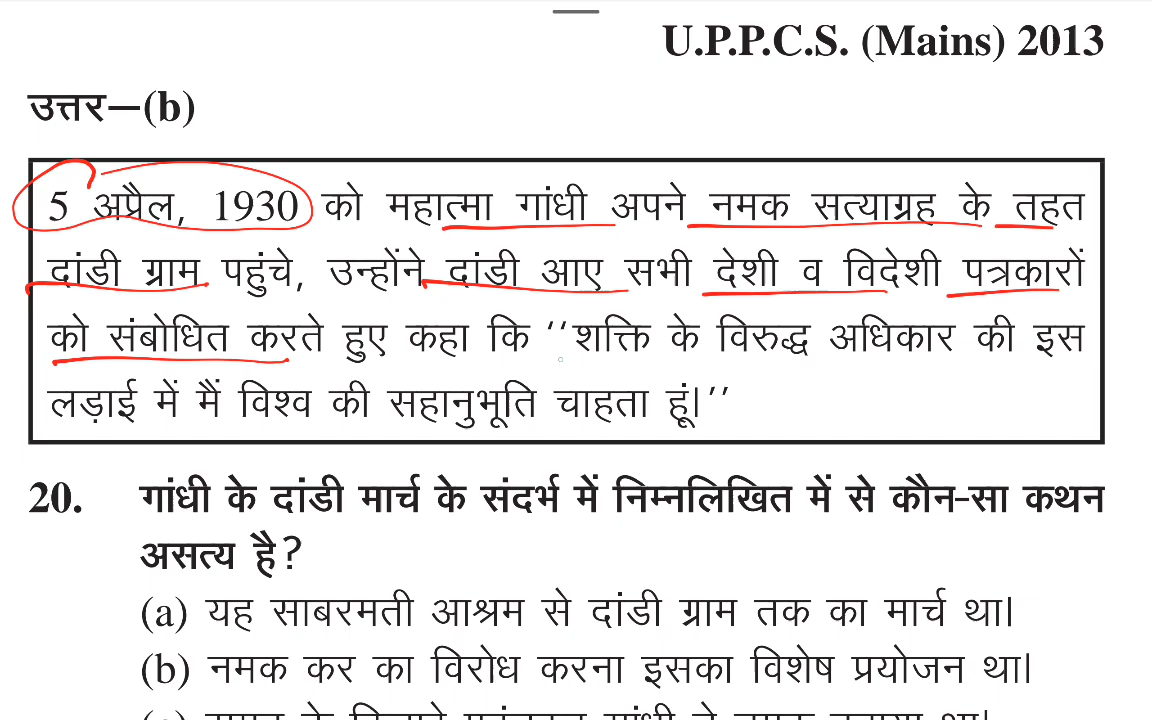 U.P.P.C.S. (Mains) 2013
उत्तर—(b)
5 अप्रैल, 1930 को महात्मा गांधी अपने नमक सत्याग्रह के तहत
दांडी ग्राम पहुंचे, उन्होंने दांडी आए सभी देशी व विदेशी पत्रकारों
को संबोधित करते हुए कहा कि ''शक्ति के विरुद्ध अधिकार की इस
लड़ाई में मैं विश्व की सहानुभूति चाहता हूं।''
20. गांधी के दांडी मार्च के संदर्भ में निम्नलिखित में से कौन-सा कथन
असत्य है?
(a) यह साबरमती आश्रम से दांडी ग्राम तक का मार्च था।
(b) नमक कर का विरोध करना इसका विशेष प्रयोजन था।